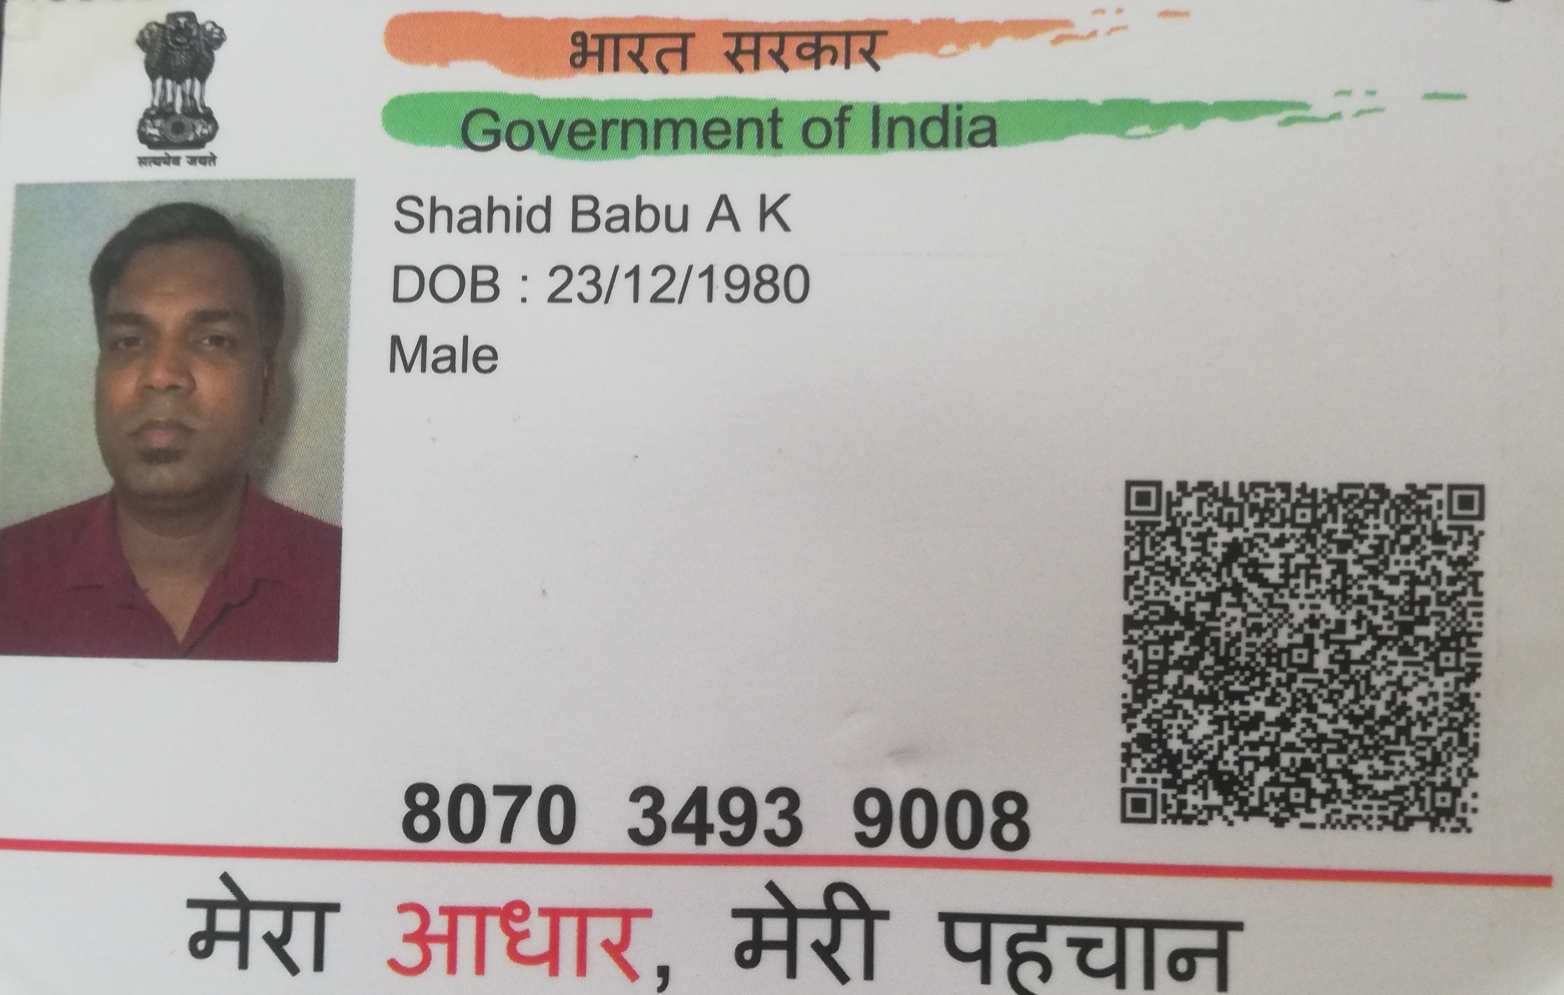 भारत सरकार
Government of India
सत्यमेव जयते
Shahid Babu A K
DOB : 23/12/1980
Male
8070 3493 9008
मेरा आधार, मेरी पहचान